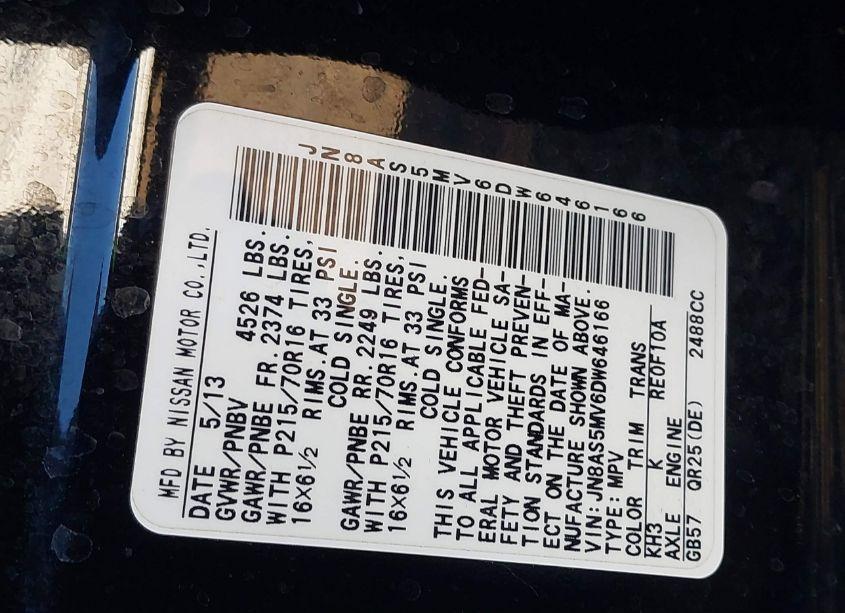 JN8AS5MV6DW646166
MFD BY NISSAN MOTOR CO.,LTD.
DATE 5/13
GVWR/PNBV 4526 LBS.
GAWR/PNBE FR. 2374 LBS.
WITH P215/70R16 TIRES,
16X6½ RIMS.AT 33 PSI
COLD SINGLE.
GAWR/PNBE RR. 2249 LBS.
WITH P215/70R16 TIRES,
16X6½ RIMS.AT 33 PSI
COLD SINGLE.
THIS VEHICLE CONFORMS
TO ALL APPLICABLE FED-
ERAL MOTOR VEHICLE SA-
FETY AND THEFT PREVEN-
TION STANDARDS IN EFF-
ECT ON THE DATE OF MA-
NUFACTURE SHOWN ABOVE.
VIN: JN8AS5MV6DW646166
TYPE: MPV
COLOR TRIM TRANS
KH3 K RE0F10A
AXLE ENGINE
GB57 QR25(DE) 2488CC